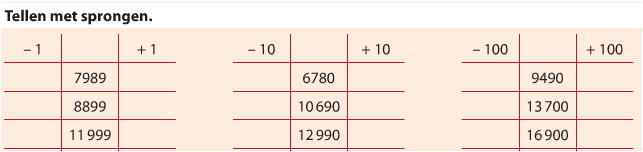 Tellen met sprongen.
– 1 + 1 – 10 + 10 – 100 + 100
7989 6780 9490
8899 10 690 13 700
11 999 12 990 16 900